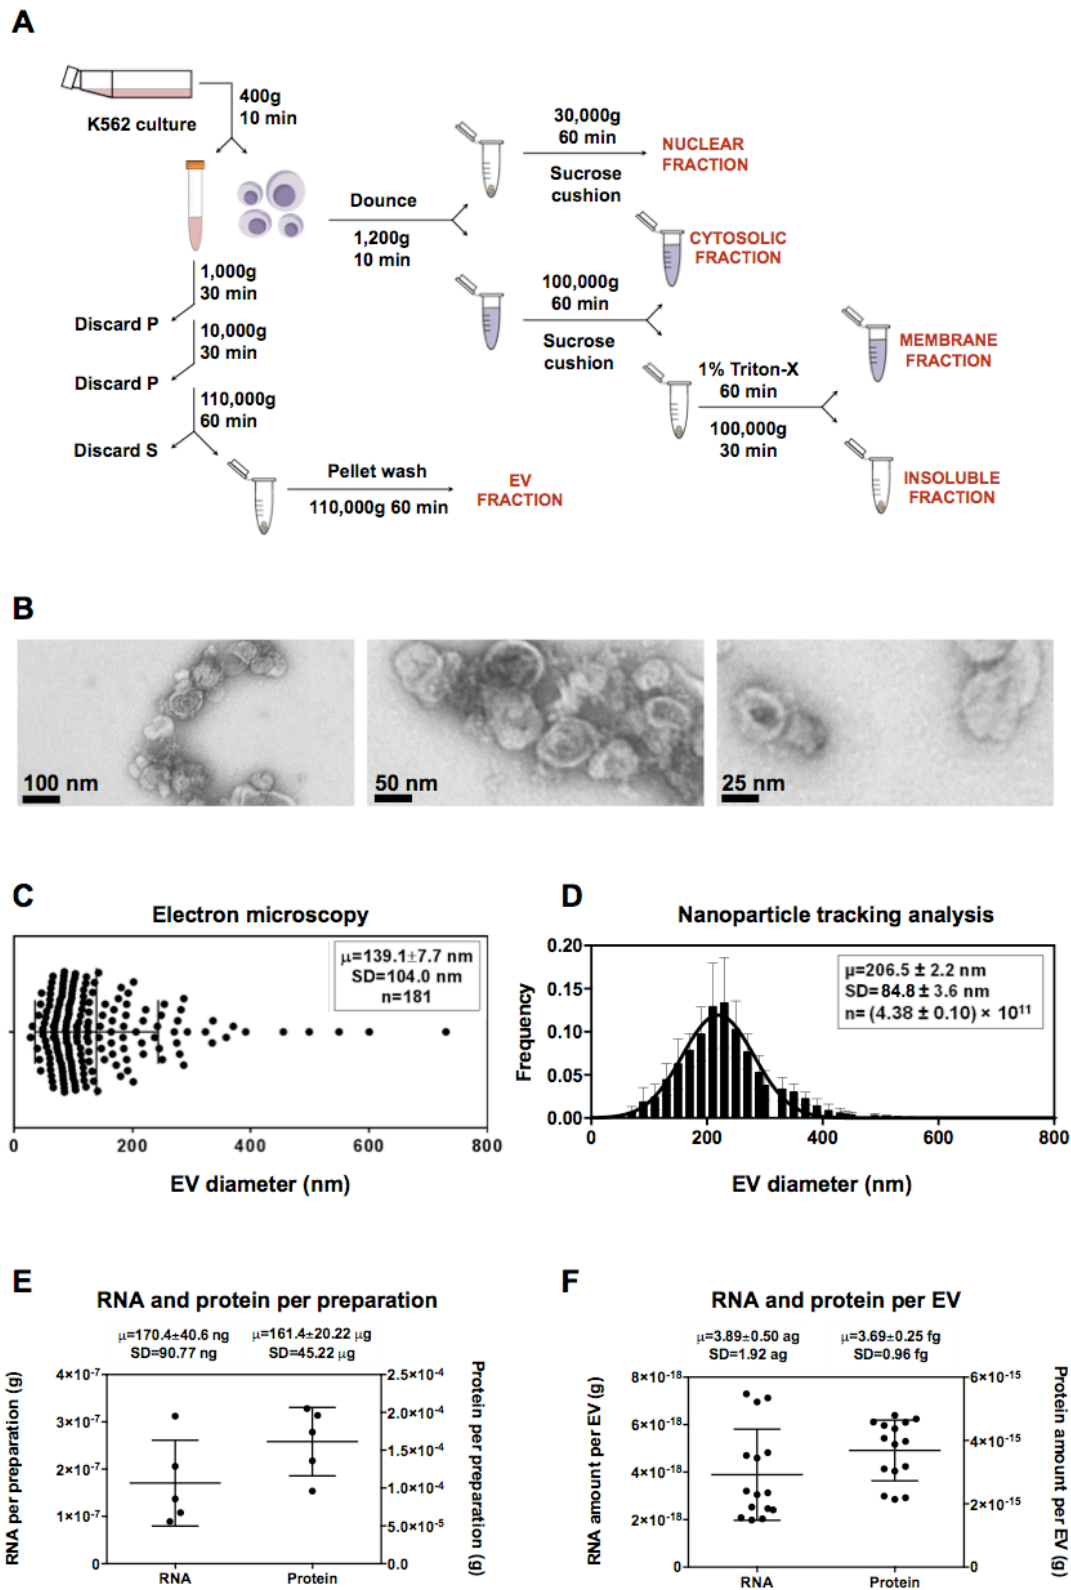 A
K562 culture
400g
10 min
Dounce
1,200g
10 min
30,000g
60 min
Sucrose
cushion
NUCLEAR
FRACTION
CYTOSOLIC
FRACTION
100,000g
60 min
Sucrose
cushion
1% Triton-X
60 min
100,000g
30 min
MEMBRANE
FRACTION
INSOLUBLE
FRACTION
1,000g
30 min
Discard P
10,000g
30 min
Discard P
110,000g
60 min
Discard S
Pellet wash
110,000g 60 min
EV
FRACTION
B
100 nm
50 nm
25 nm
C
Electron microscopy
μ=139.1±7.7 nm
SD=104.0 nm
n=181
0 200 400 600 800
EV diameter (nm)
D
Nanoparticle tracking analysis
μ=206.5 ± 2.2 nm
SD= 84.8 ± 3.6 nm
n= (4.38 ± 0.10) × 10¹¹
Frequency
0.20
0.15
0.10
0.05
0.00
0 200 400 600 800
EV diameter (nm)
E
RNA and protein per preparation
μ=170.4±40.6 ng
SD=90.77 ng
μ=161.4±20.22 μg
SD=45.22 μg
RNA per preparation (g)
4×10⁻⁷
3×10⁻⁷
2×10⁻⁷
1×10⁻⁷
0
2.5×10⁻⁴
2.0×10⁻⁴
1.5×10⁻⁴
1.0×10⁻⁴
5.0×10⁻⁵
0.0
Protein per
preparation (g)
RNA Protein
F
RNA and protein per EV
μ=3.89±0.50 ag
SD=1.92 ag
μ=3.69±0.25 fg
SD=0.96 fg
RNA amount per EV (g)
8×10⁻¹⁸
6×10⁻¹⁸
4×10⁻¹⁸
2×10⁻¹⁸
0
6×10⁻¹⁵
4×10⁻¹⁵
2×10⁻¹⁵
0
Protein amount
per EV (g)
RNA Protein